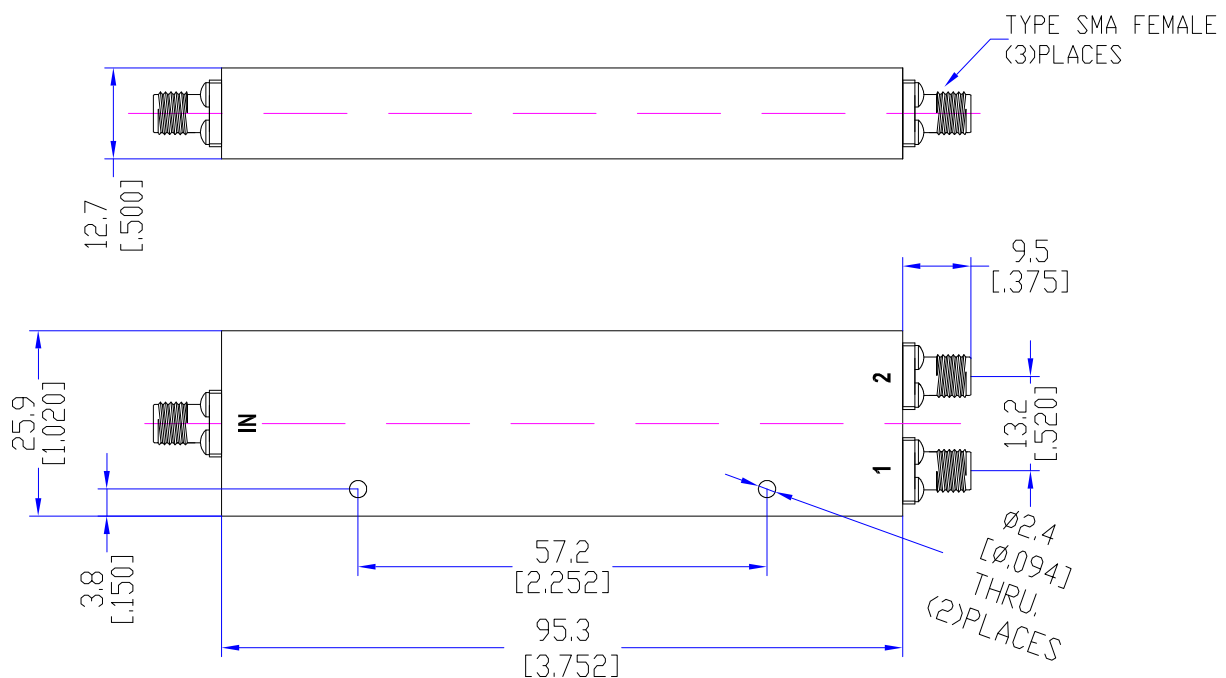 TYPE SMA FEMALE
(3)PLACES
12.7
[.500]
9.5
[.375]
25.9
[1.020]
IN
2
13.2
[.520]
1
3.8
[.150]
57.2
[2.252]
Ø2.4
[Ø.094]
THRU.
(2)PLACES
95.3
[3.752]